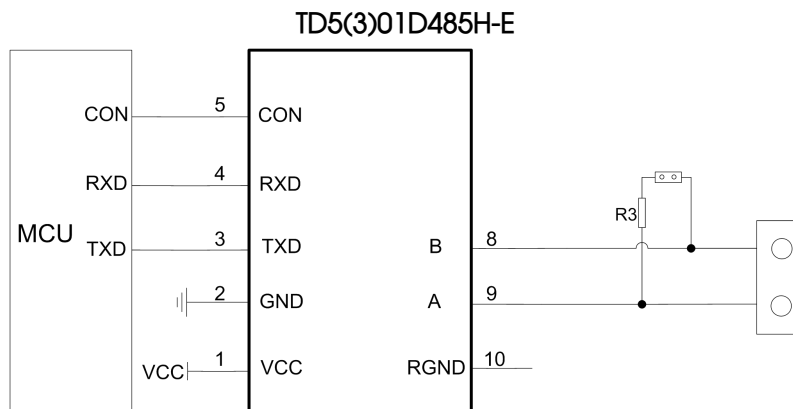 TD5(3)01D485H-E
CON 5 CON
RXD 4 RXD
R3
MCU
TXD 3 TXD B 8
2 GND A 9
VCC 1 VCC RGND 10